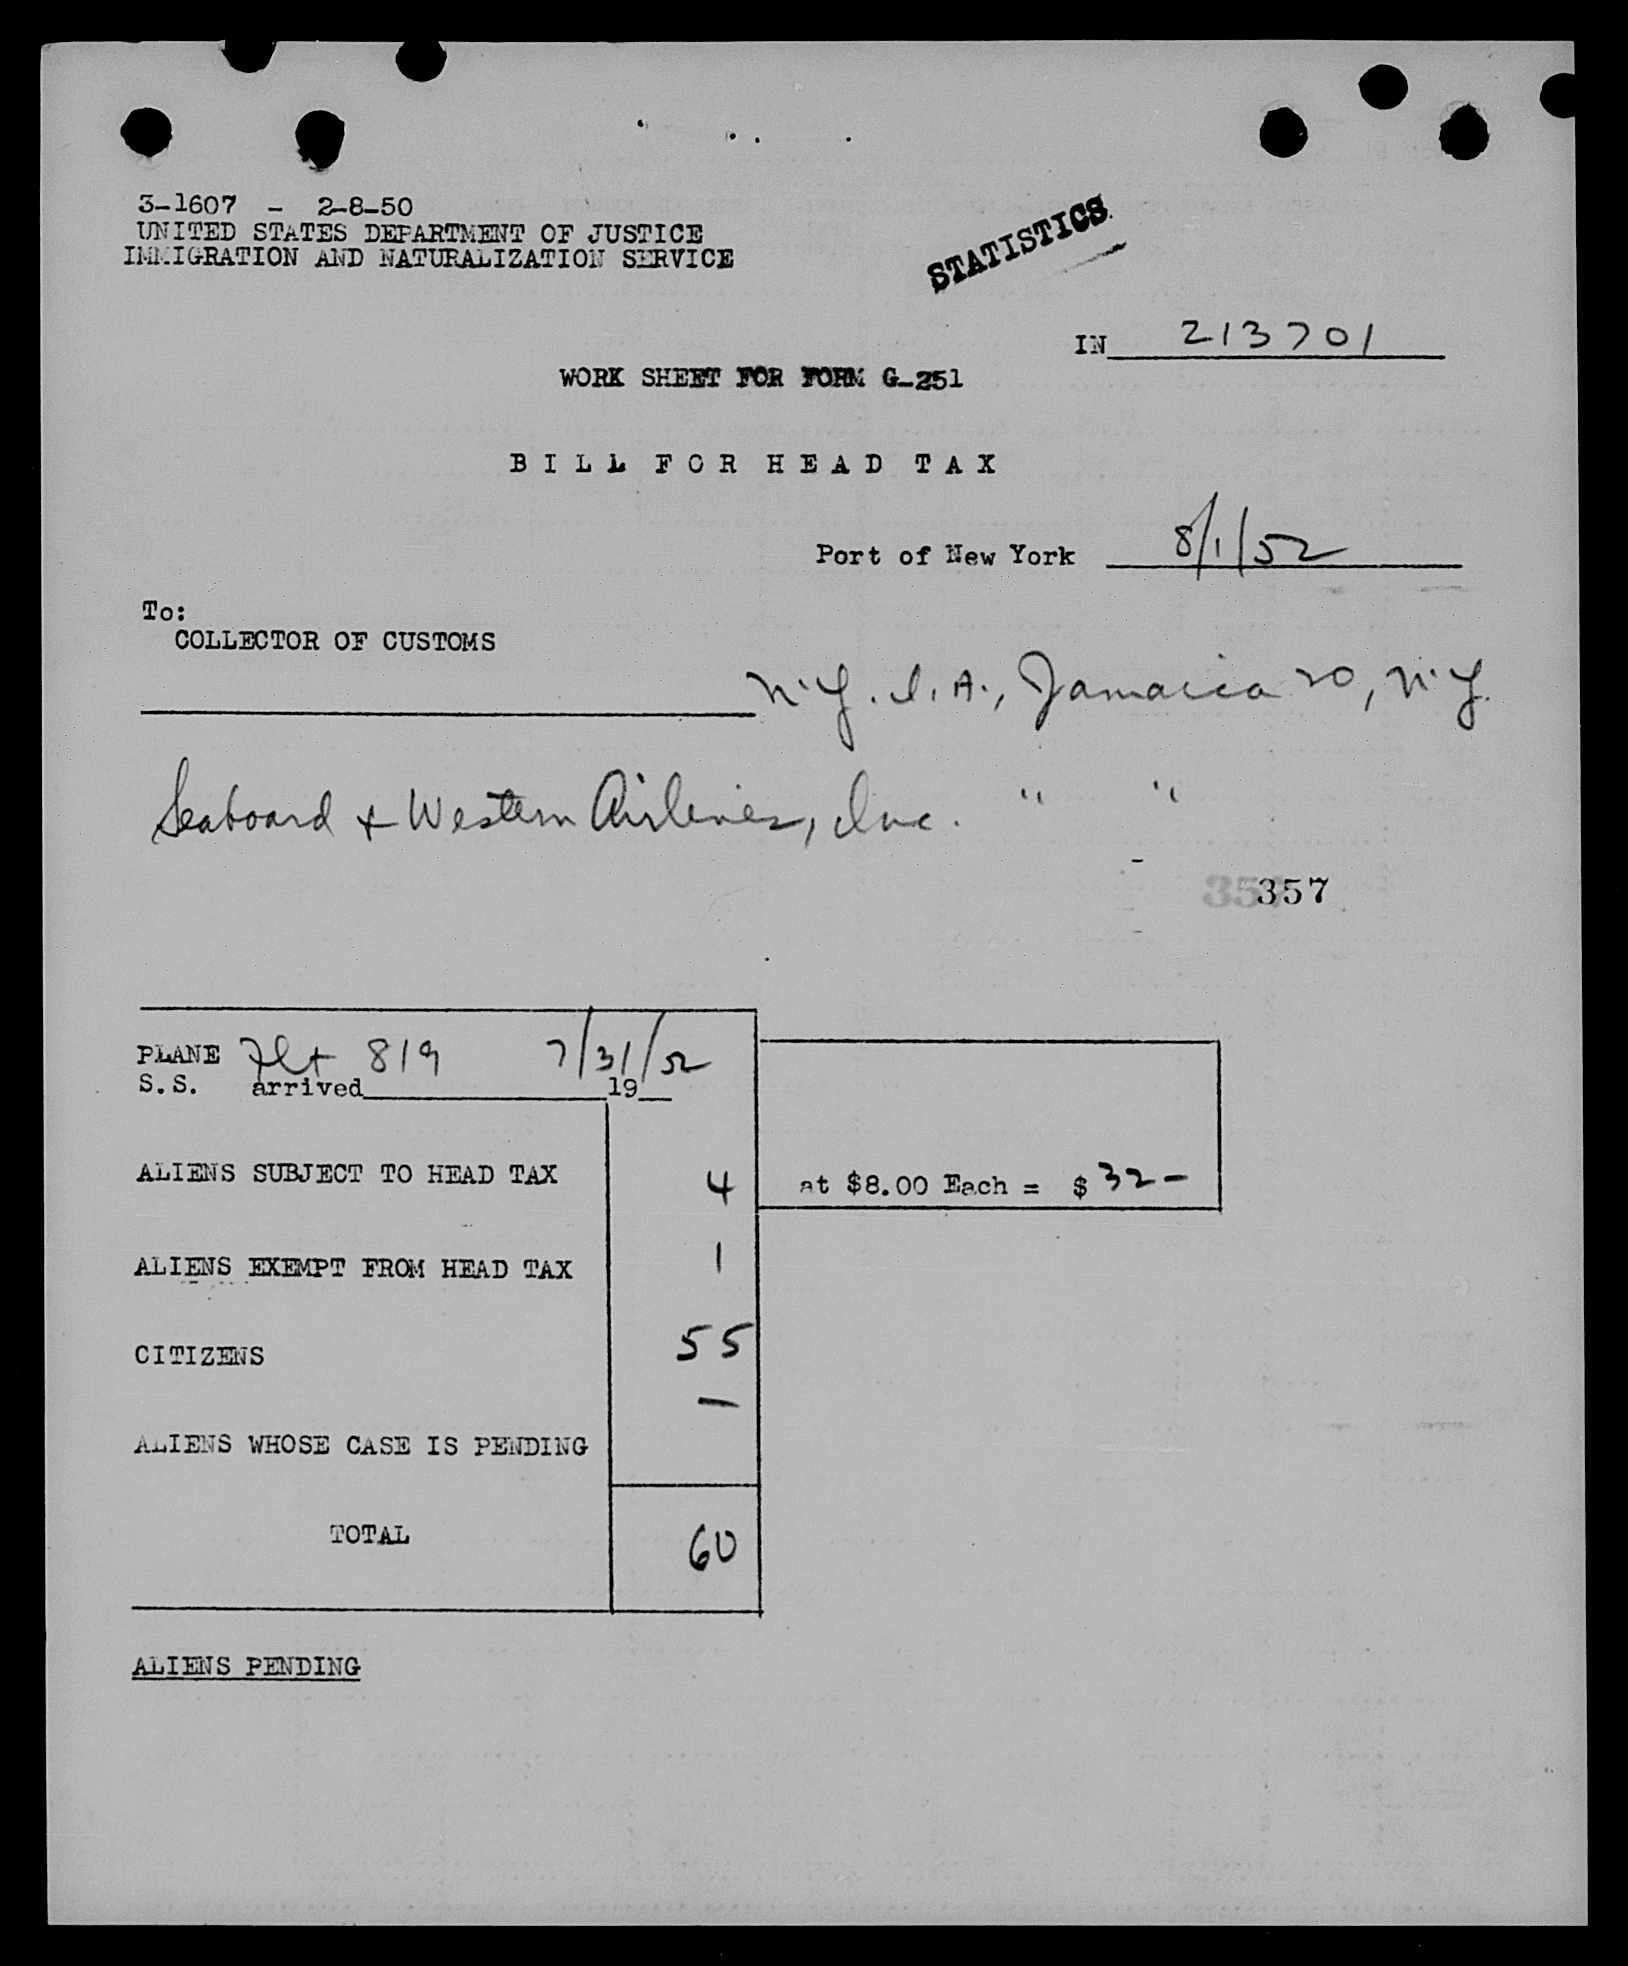 3-1607 - 2-8-50
UNITED STATES DEPARTMENT OF JUSTICE
IMMIGRATION AND NATURALIZATION SERVICE
STATISTICS
IN 213701
WORK SHEET FOR FORM G-251
BILL FOR HEAD TAX
Port of New York 8/1/52
To:
COLLECTOR OF CUSTOMS
N.Y. I. A., Jamaica 20, N.Y.
Seaboard & Western Airlines, Inc. " "
357
PLANE Flt 819 7/31/52
S.S. arrived 19
ALIENS SUBJECT TO HEAD TAX 4 at $8.00 Each = $ 32-
ALIENS EXEMPT FROM HEAD TAX 1
CITIZENS 55
ALIENS WHOSE CASE IS PENDING -
TOTAL 60
ALIENS PENDING